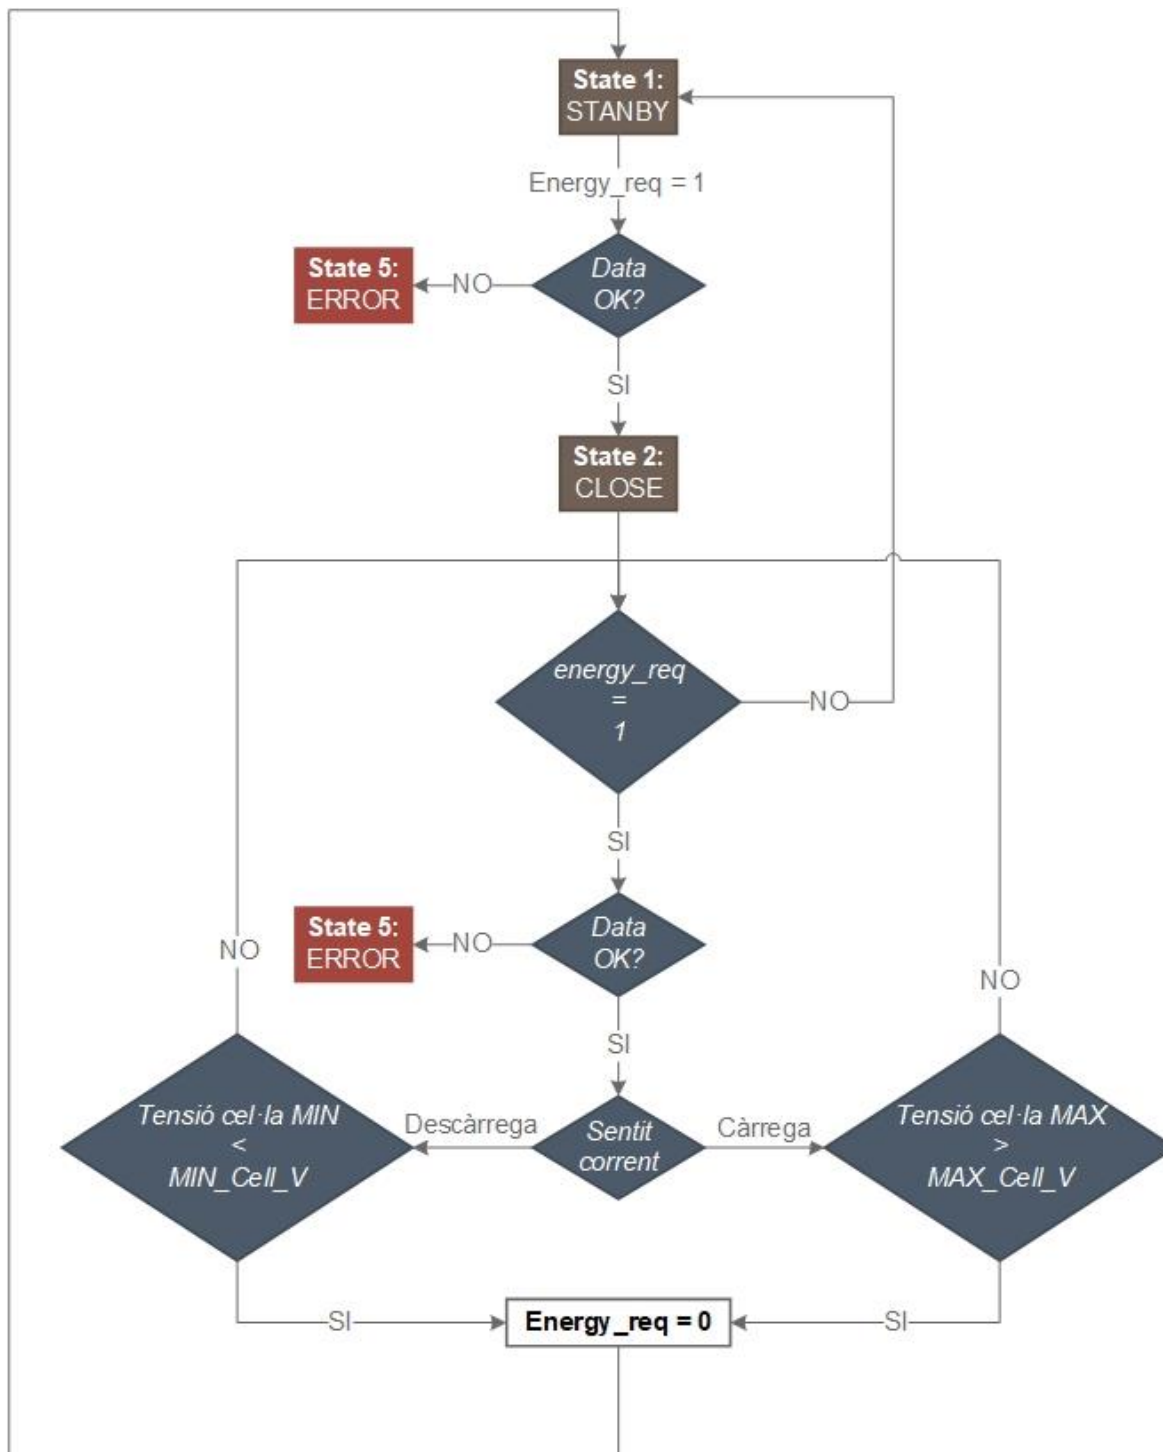 State 1:
STANBY
Energy_req = 1
Data
OK?
NO
State 5:
ERROR
SI
State 2:
CLOSE
energy_req
=
1
NO
SI
Data
OK?
NO
State 5:
ERROR
NO
NO
SI
Tensió cel·la MIN
<
MIN_Cell_V
Descàrrega
Sentit
corrent
Càrrega
Tensió cel·la MAX
>
MAX_Cell_V
SI
Energy_req = 0
SI